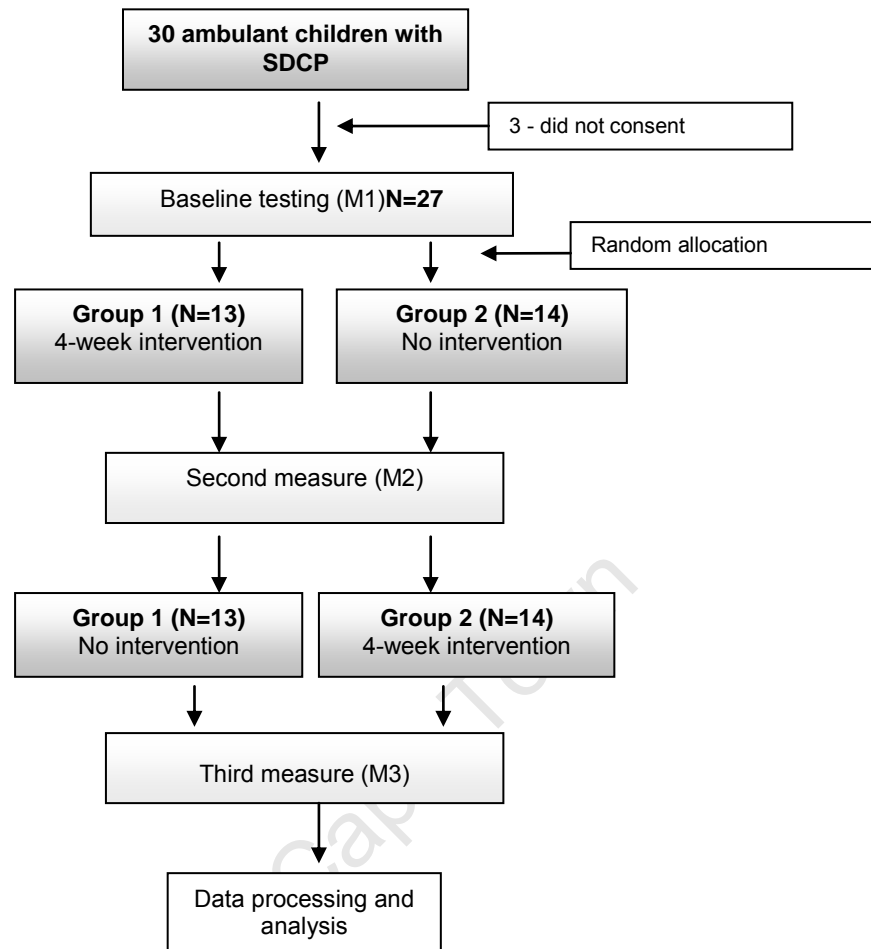 30 ambulant children with
SDCP
3 - did not consent
Baseline testing (M1)N=27
Random allocation
Group 1 (N=13)
4-week intervention
Group 2 (N=14)
No intervention
Second measure (M2)
Group 1 (N=13)
No intervention
Group 2 (N=14)
4-week intervention
Third measure (M3)
Data processing and
analysis